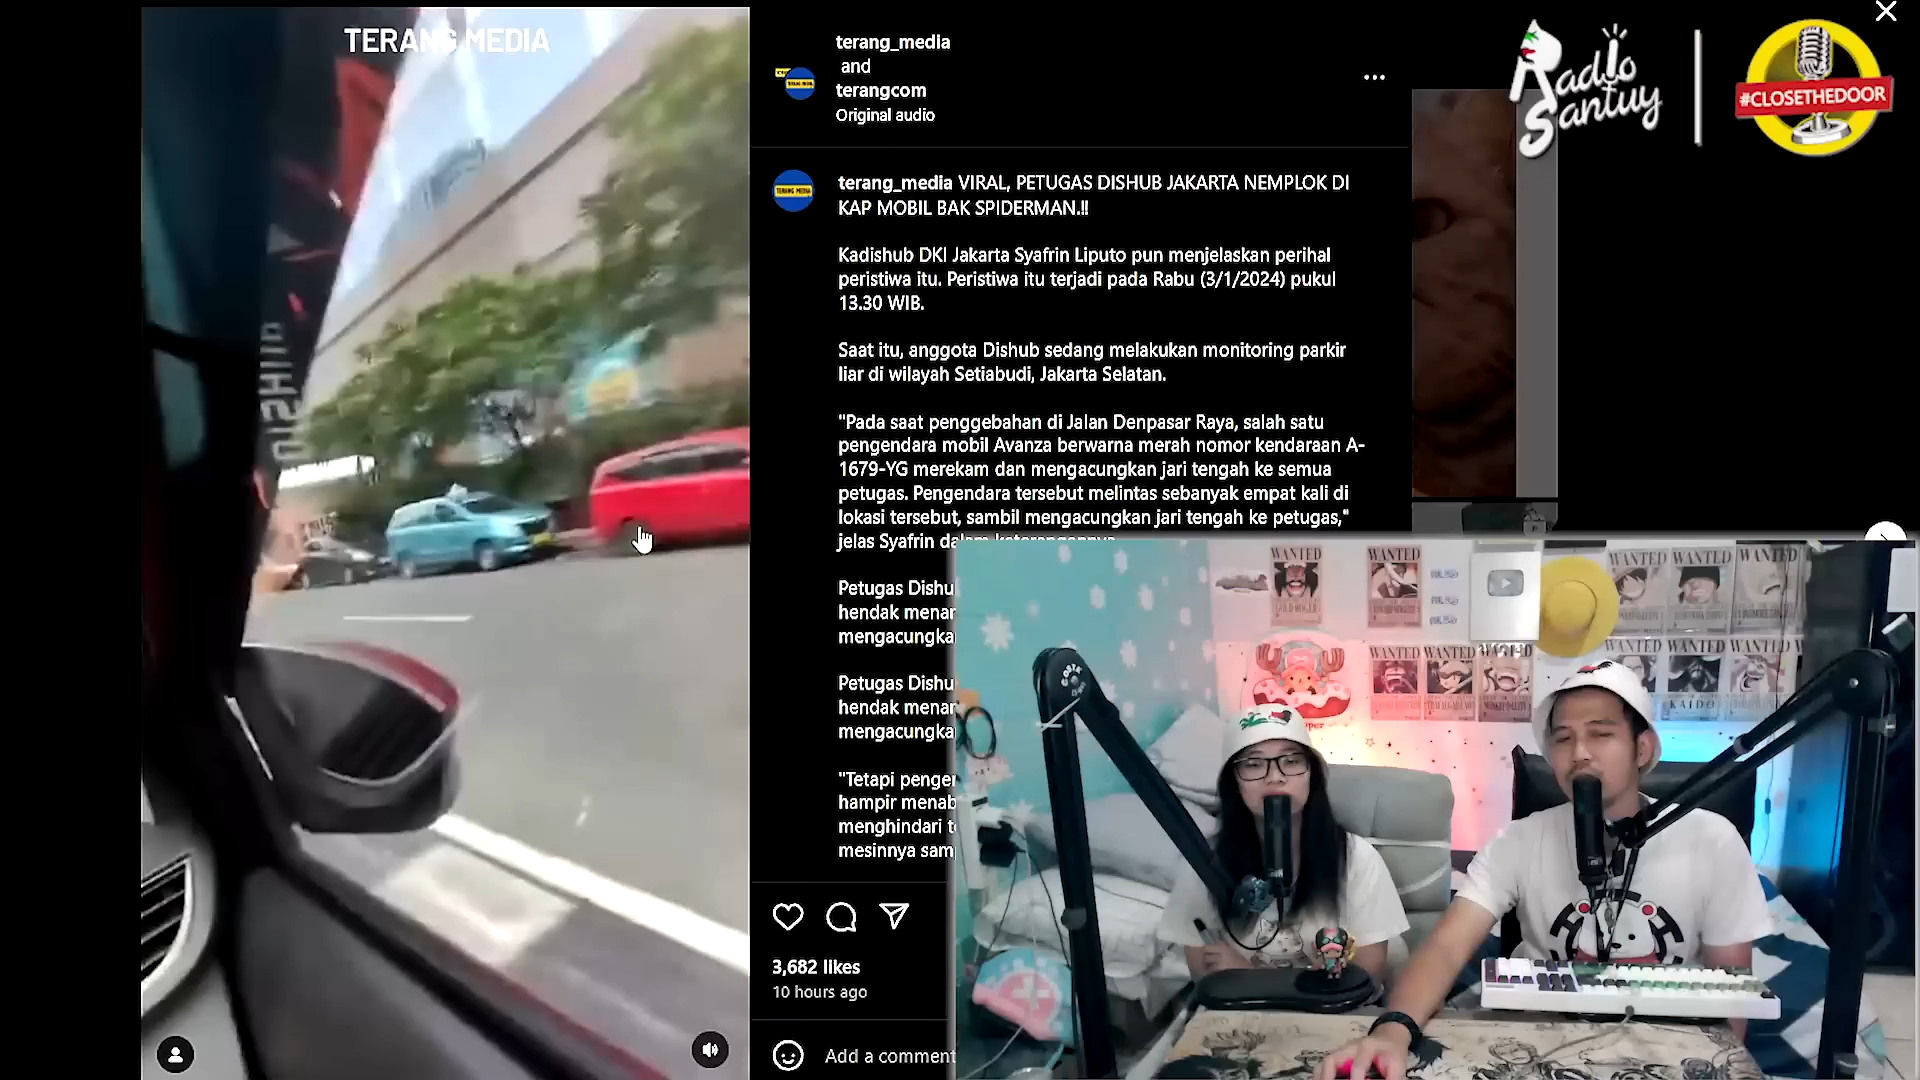 TERANG MEDIA
terang_media
and
terangcom
Original audio
Radio
Santuy
#CLOSETHEDOOR
TERANG MEDIA
terang_media VIRAL, PETUGAS DISHUB JAKARTA NEMPLOK DI
KAP MOBIL BAK SPIDERMAN.!!
Kadishub DKI Jakarta Syafrin Liputo pun menjelaskan perihal
peristiwa itu. Peristiwa itu terjadi pada Rabu (3/1/2024) pukul
13.30 WIB.
Saat itu, anggota Dishub sedang melakukan monitoring parkir
liar di wilayah Setiabudi, Jakarta Selatan.
"Pada saat penggebahan di Jalan Denpasar Raya, salah satu
pengendara mobil Avanza berwarna merah nomor kendaraan A-
1679-YG merekam dan mengacungkan jari tengah ke semua
petugas. Pengendara tersebut melintas sebanyak empat kali di
lokasi tersebut, sambil mengacungkan jari tengah ke petugas,"
jelas Syafrin dalam keterangannya
Petugas Dishu
hendak menar
mengacungka
Petugas Dishu
hendak menar
mengacungka
"Tetapi penger
hampir menab
menghindari t
mesinnya sam
3,682 likes
10 hours ago
Add a comment
WANTED
WANTED
WANTED
WANTED
WANTED
WANTED
WANTED
WANTED
WANTED
WANTED
WANTED
KAIDO